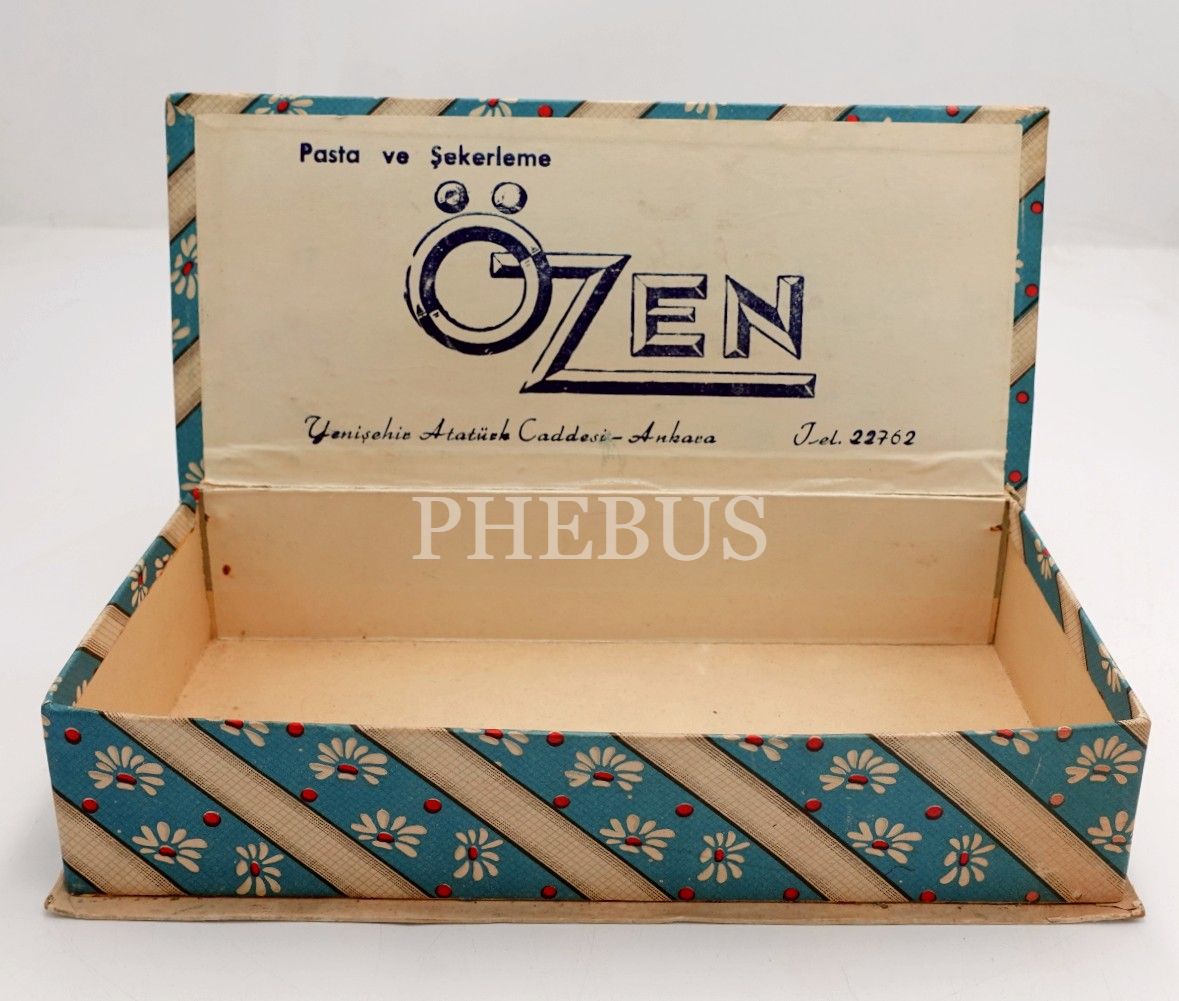 Pasta ve Şekerleme
ÖZEN
Yenişehir Atatürk Caddesi - Ankara Tel. 22762
PHEBUS